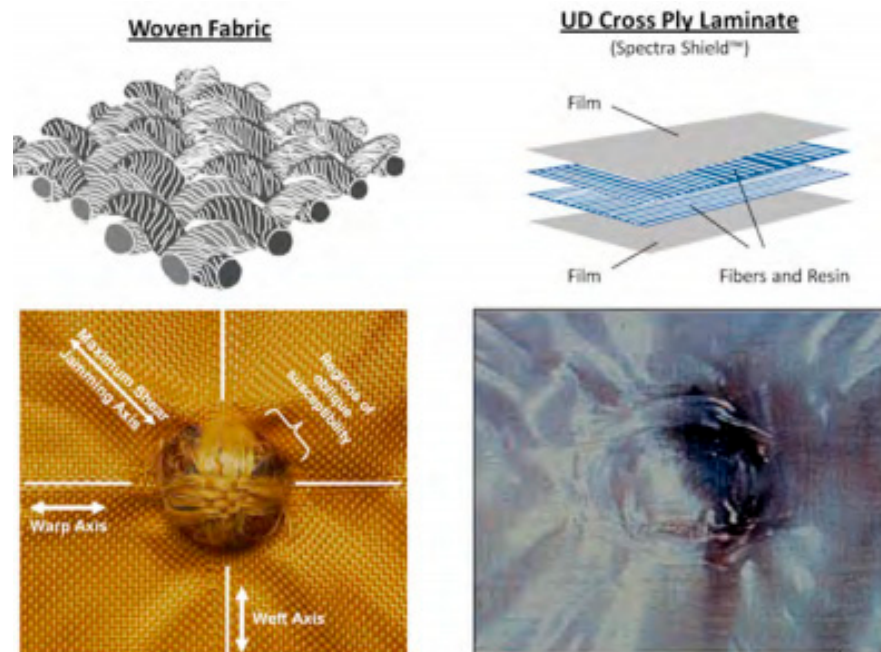 Woven Fabric
UD Cross Ply Laminate
(Spectra Shield™)
Film
Film
Fibers and Resin
Maximum Shear
Jamming Axis
Regions of
oblique
susceptibility
Warp Axis
Weft Axis